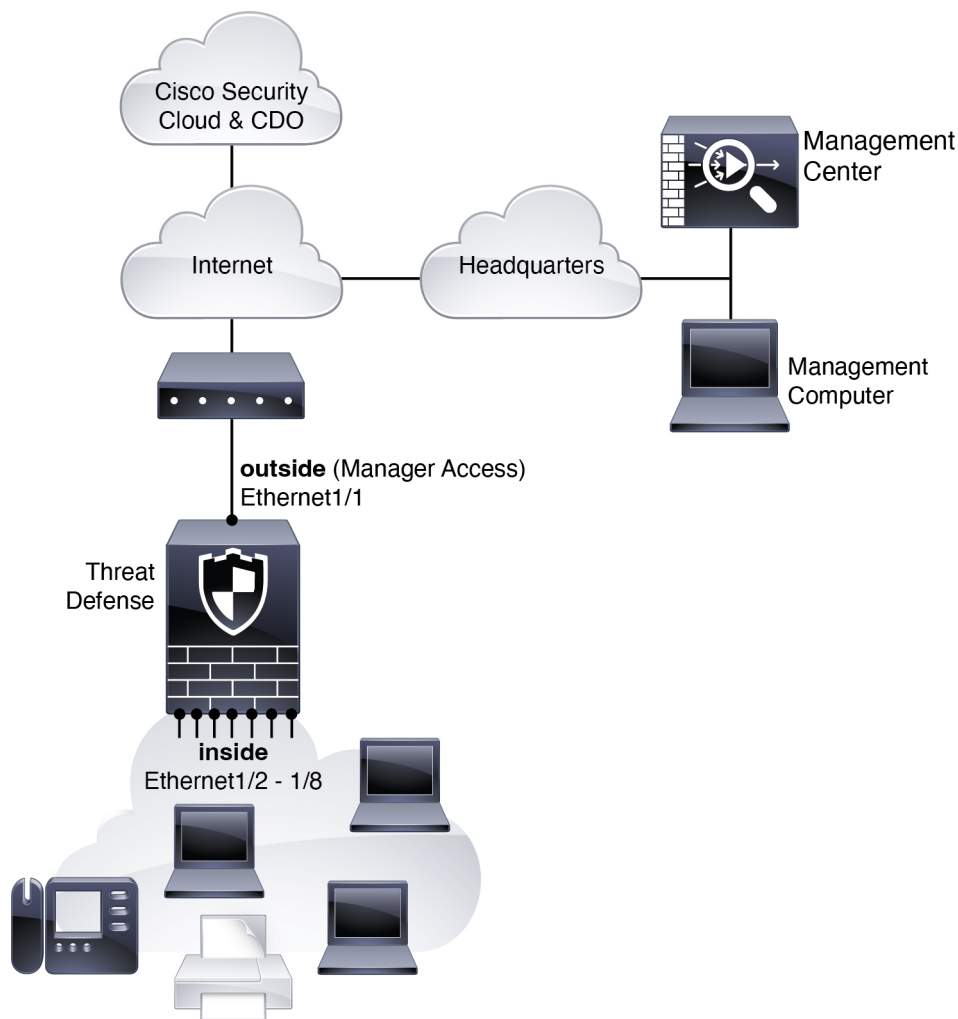 Cisco Security
Cloud & CDO
Management
Center
Internet
Headquarters
Management
Computer
outside (Manager Access)
Ethernet1/1
Threat
Defense
inside
Ethernet1/2 - 1/8